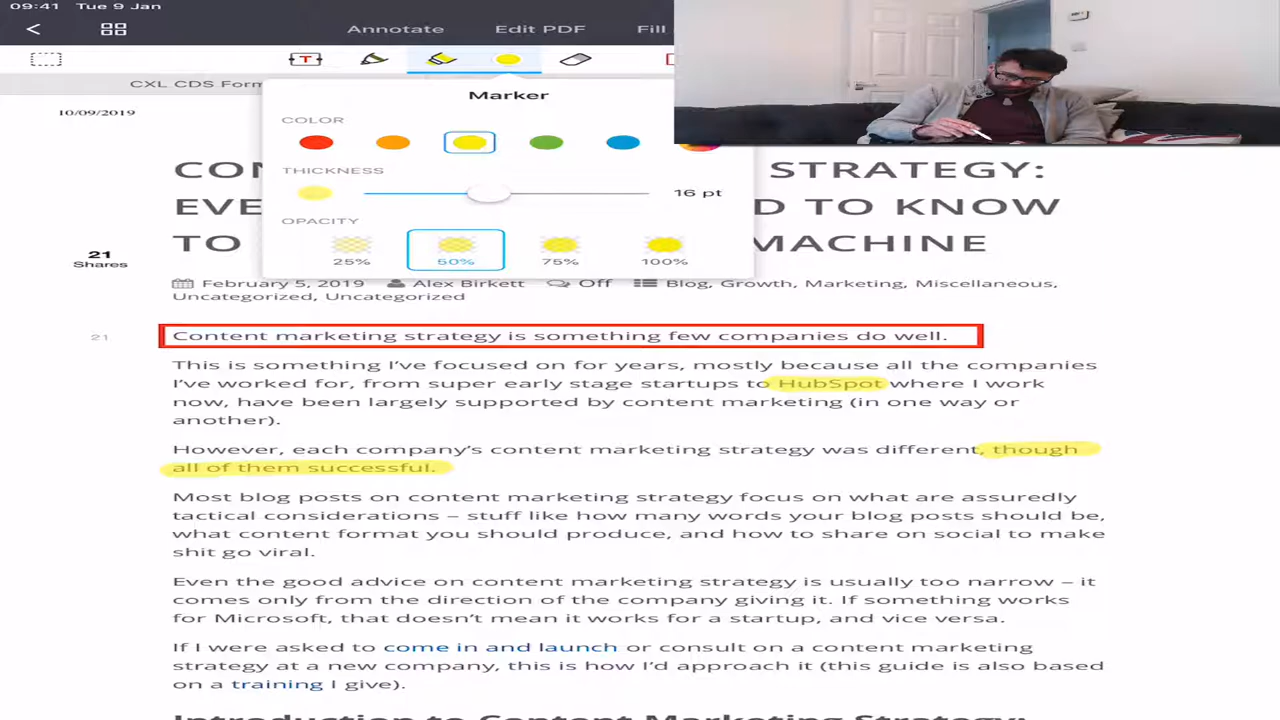 09:41 Tue 9 Jan
Annotate Edit PDF Fill
T
CXL CDS Form
Marker
10/09/2019
COLOR
THICKNESS
16 pt
OPACITY
25% 50% 75% 100%
CON STRATEGY:
EVE D TO KNOW
TO MACHINE
21
Shares
February 5, 2019 Alex Birkett Off Blog, Growth, Marketing, Miscellaneous,
Uncategorized, Uncategorized
21
Content marketing strategy is something few companies do well.
This is something I’ve focused on for years, mostly because all the companies
I’ve worked for, from super early stage startups to HubSpot where I work
now, have been largely supported by content marketing (in one way or
another).
However, each company’s content marketing strategy was different, though
all of them successful.
Most blog posts on content marketing strategy focus on what are assuredly
tactical considerations – stuff like how many words your blog posts should be,
what content format you should produce, and how to share on social to make
shit go viral.
Even the good advice on content marketing strategy is usually too narrow – it
comes only from the direction of the company giving it. If something works
for Microsoft, that doesn’t mean it works for a startup, and vice versa.
If I were asked to come in and launch or consult on a content marketing
strategy at a new company, this is how I’d approach it (this guide is also based
on a training I give).
Introduction to Content Marketing Strategy: